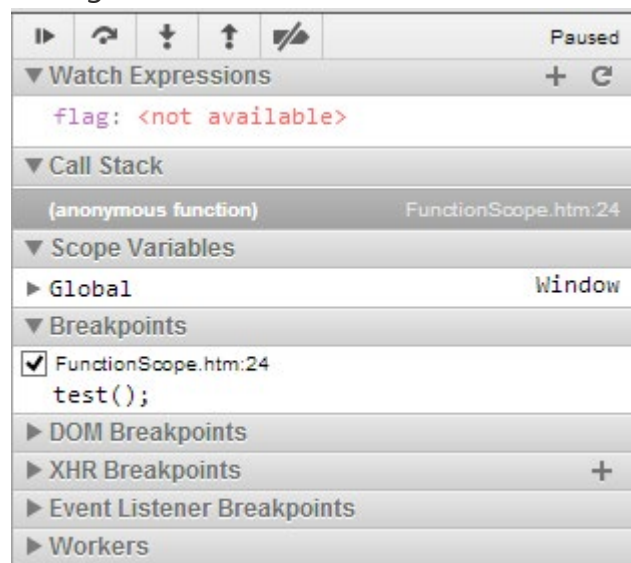 Paused
Watch Expressions
flag: <not available>
Call Stack
(anonymous function) FunctionScope.htm:24
Scope Variables
Global Window
Breakpoints
FunctionScope.htm:24
test();
DOM Breakpoints
XHR Breakpoints +
Event Listener Breakpoints
Workers